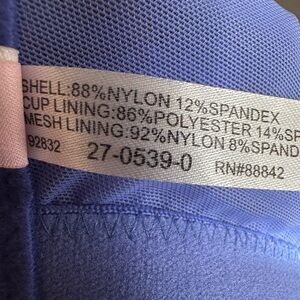 SHELL:88%NYLON 12%SPANDEX
CUP LINING:86%POLYESTER 14%SP
MESH LINING:92%NYLON 8%SPAND
92832 27-0539-0 RN#88842